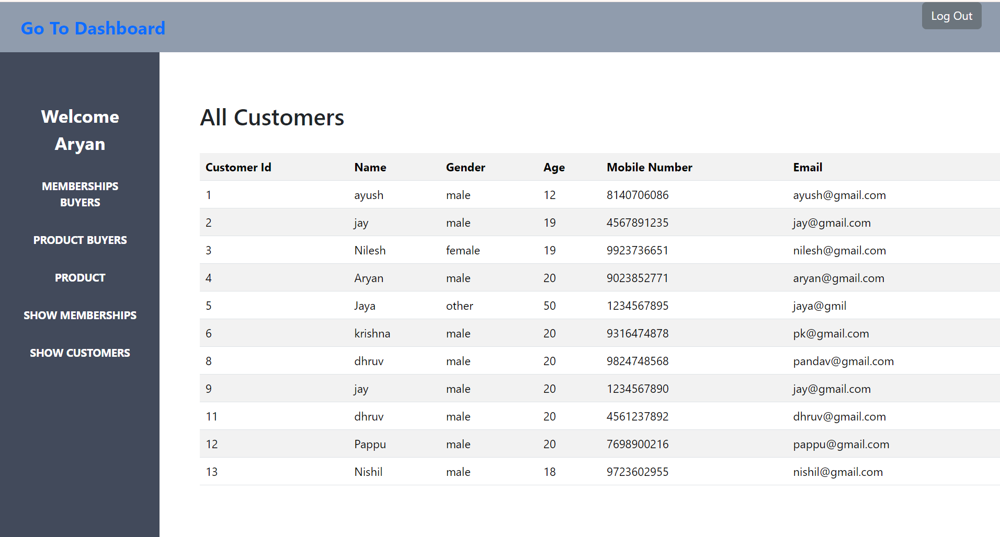 Go To Dashboard
Log Out
Welcome
Aryan
MEMBERSHIPS
BUYERS
PRODUCT BUYERS
PRODUCT
SHOW MEMBERSHIPS
SHOW CUSTOMERS
All Customers
Customer Id Name Gender Age Mobile Number Email
1 ayush male 12 8140706086 ayush@gmail.com
2 jay male 19 4567891235 jay@gmail.com
3 Nilesh female 19 9923736651 nilesh@gmail.com
4 Aryan male 20 9023852771 aryan@gmail.com
5 Jaya other 50 1234567895 jaya@gmil
6 krishna male 20 9316474878 pk@gmail.com
8 dhruv male 20 9824748568 pandav@gmail.com
9 jay male 20 1234567890 jay@gmail.com
11 dhruv male 20 4561237892 dhruv@gmail.com
12 Pappu male 20 7698900216 pappu@gmail.com
13 Nishil male 18 9723602955 nishil@gmail.com